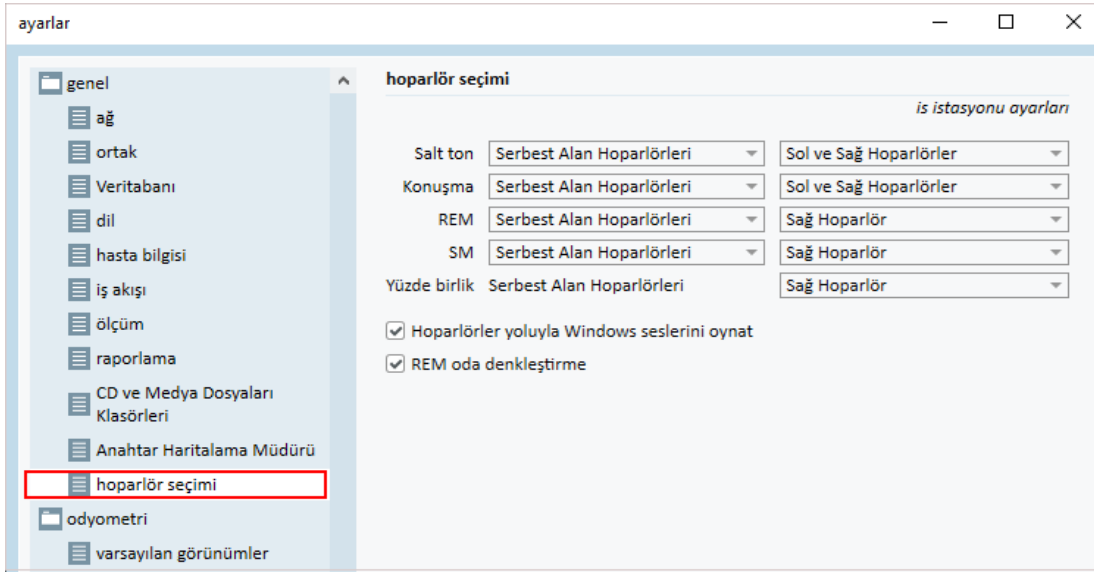 ayarlar
genel
ağ
ortak
Veritabanı
dil
hasta bilgisi
iş akışı
ölçüm
raporlama
CD ve Medya Dosyaları
Klasörleri
Anahtar Haritalama Müdürü
hoparlör seçimi
odyometri
varsayılan görünümler
hoparlör seçimi
is istasyonu ayarları
Salt ton Serbest Alan Hoparlörleri Sol ve Sağ Hoparlörler
Konuşma Serbest Alan Hoparlörleri Sol ve Sağ Hoparlörler
REM Serbest Alan Hoparlörleri Sağ Hoparlör
SM Serbest Alan Hoparlörleri Sağ Hoparlör
Yüzde birlik Serbest Alan Hoparlörleri Sağ Hoparlör
Hoparlörler yoluyla Windows seslerini oynat
REM oda denkleştirme